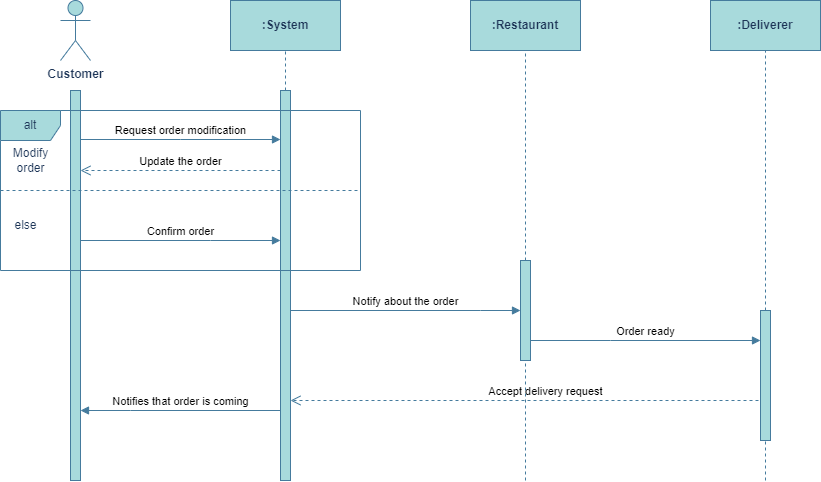 :System
:Restaurant
:Deliverer
Customer
alt
Request order modification
Modify
order
Update the order
else
Confirm order
Notify about the order
Order ready
Accept delivery request
Notifies that order is coming